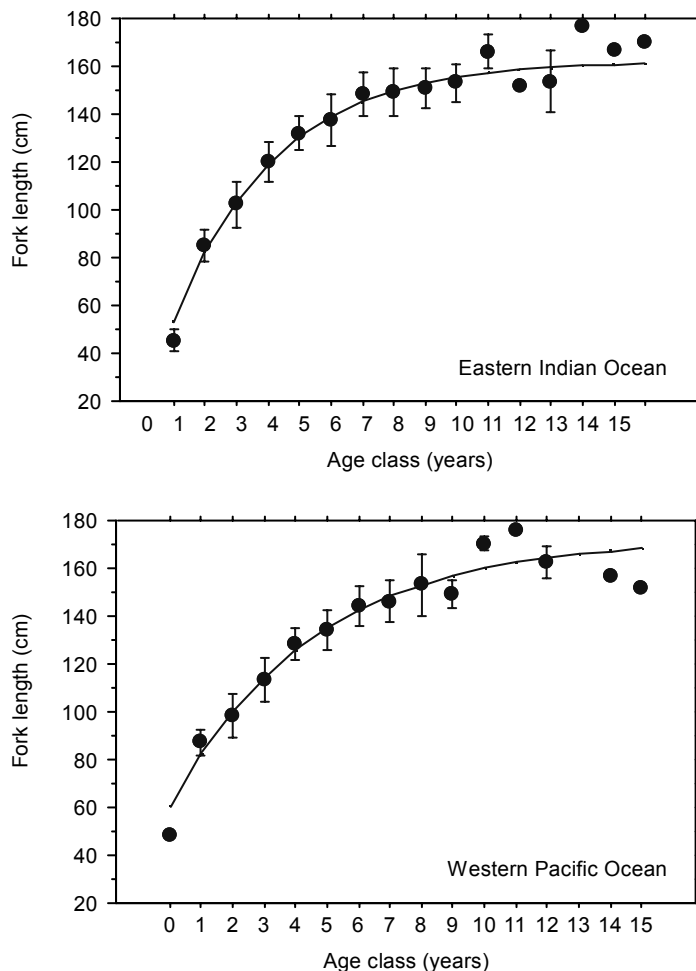 180
160
140
120
100
80
60
40
20
Fork length (cm)
Eastern Indian Ocean
0 1 2 3 4 5 6 7 8 9 10 11 12 13 14 15
Age class (years)
180
160
140
120
100
80
60
40
20
Fork length (cm)
Western Pacific Ocean
0 1 2 3 4 5 6 7 8 9 10 11 12 13 14 15
Age class (years)